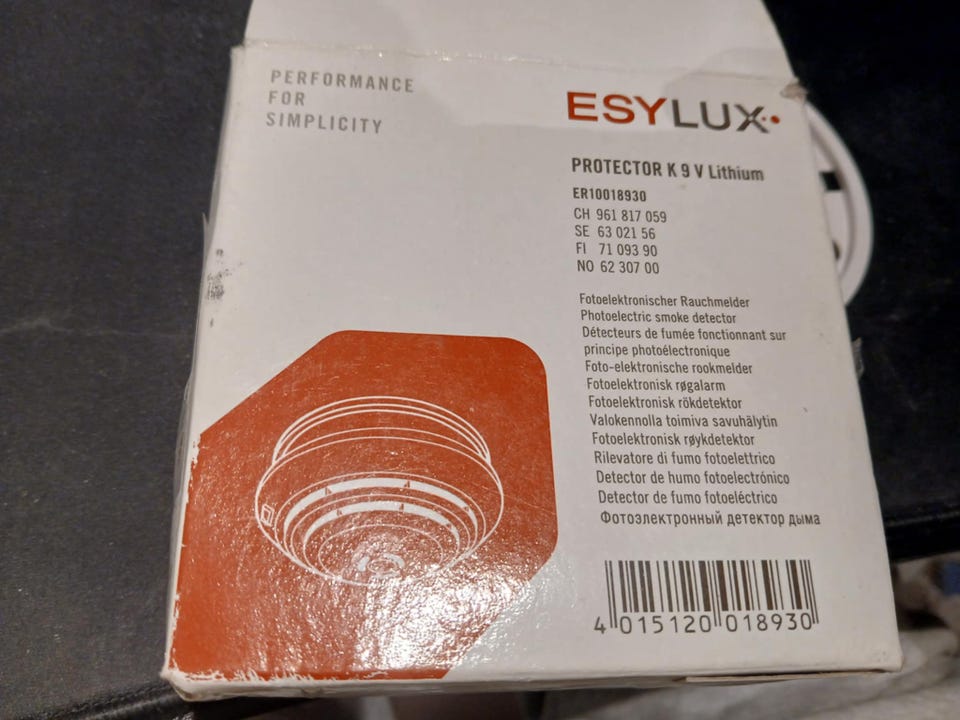 PERFORMANCE
FOR
SIMPLICITY
ESYLUX
PROTECTOR K 9 V Lithium
ER10018930
CH 961 817 059
SE 63 021 56
FI 71 093 90
NO 62 307 00
Fotoelektronischer Rauchmelder
Photoelectric smoke detector
Détecteurs de fumée fonctionnant sur
principe photoélectronique
Foto-elektronische rookmelder
Fotoelektronisk røgalarm
Fotoelektronisk rökdetektor
Valokennolla toimiva savuhälytin
Fotoelektronisk røykdetektor
Rilevatore di fumo fotoelettrico
Detector de humo fotoelectrónico
Detector de fumo fotoeléctrico
Фотоэлектронный детектор дыма
4 015120 018930